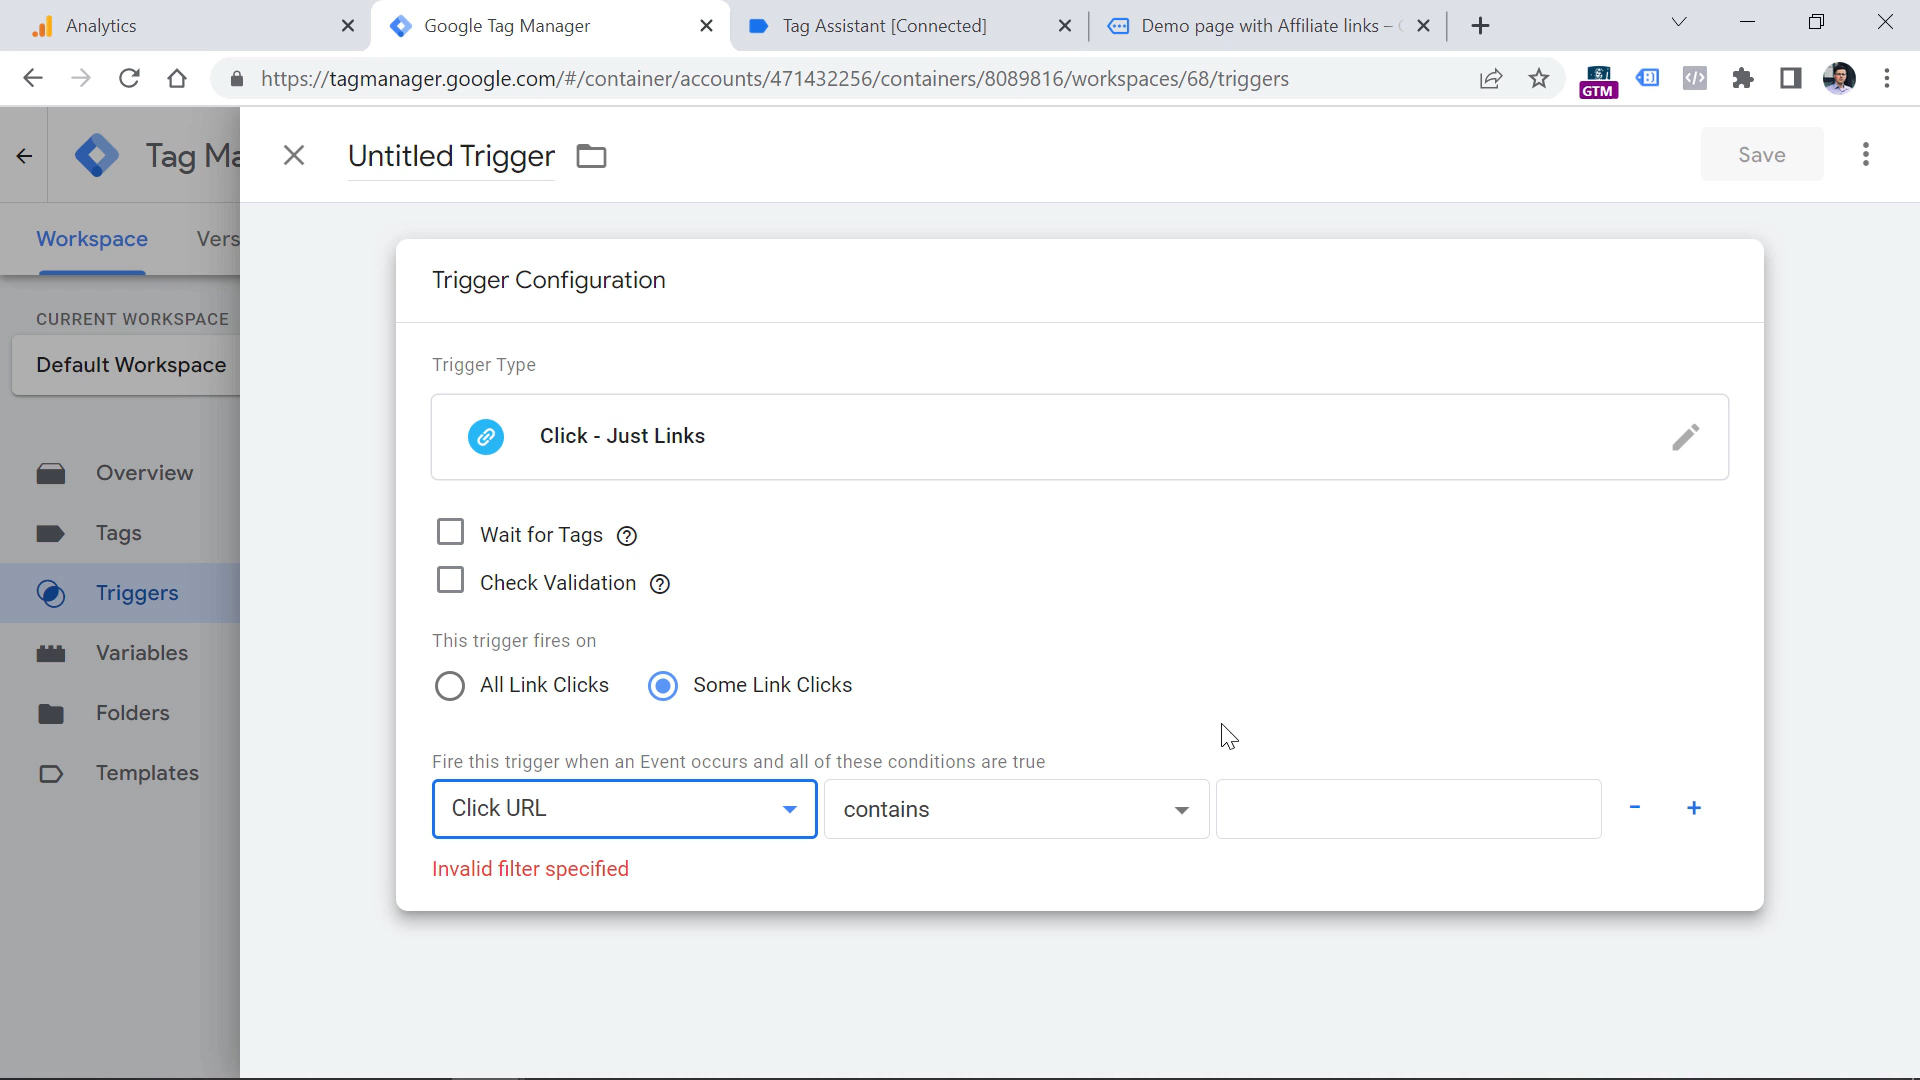 Analytics
Google Tag Manager
Tag Assistant [Connected]
Demo page with Affiliate links –
https://tagmanager.google.com/#/container/accounts/471432256/containers/8089816/workspaces/68/triggers
GTM
Tag Ma
Untitled Trigger
Save
Workspace
Vers
Trigger Configuration
CURRENT WORKSPACE
Default Workspace
Trigger Type
Click - Just Links
Overview
Tags
Wait for Tags
Triggers
Check Validation
Variables
This trigger fires on
All Link Clicks
Some Link Clicks
Folders
Templates
Fire this trigger when an Event occurs and all of these conditions are true
Click URL
contains
- +
Invalid filter specified